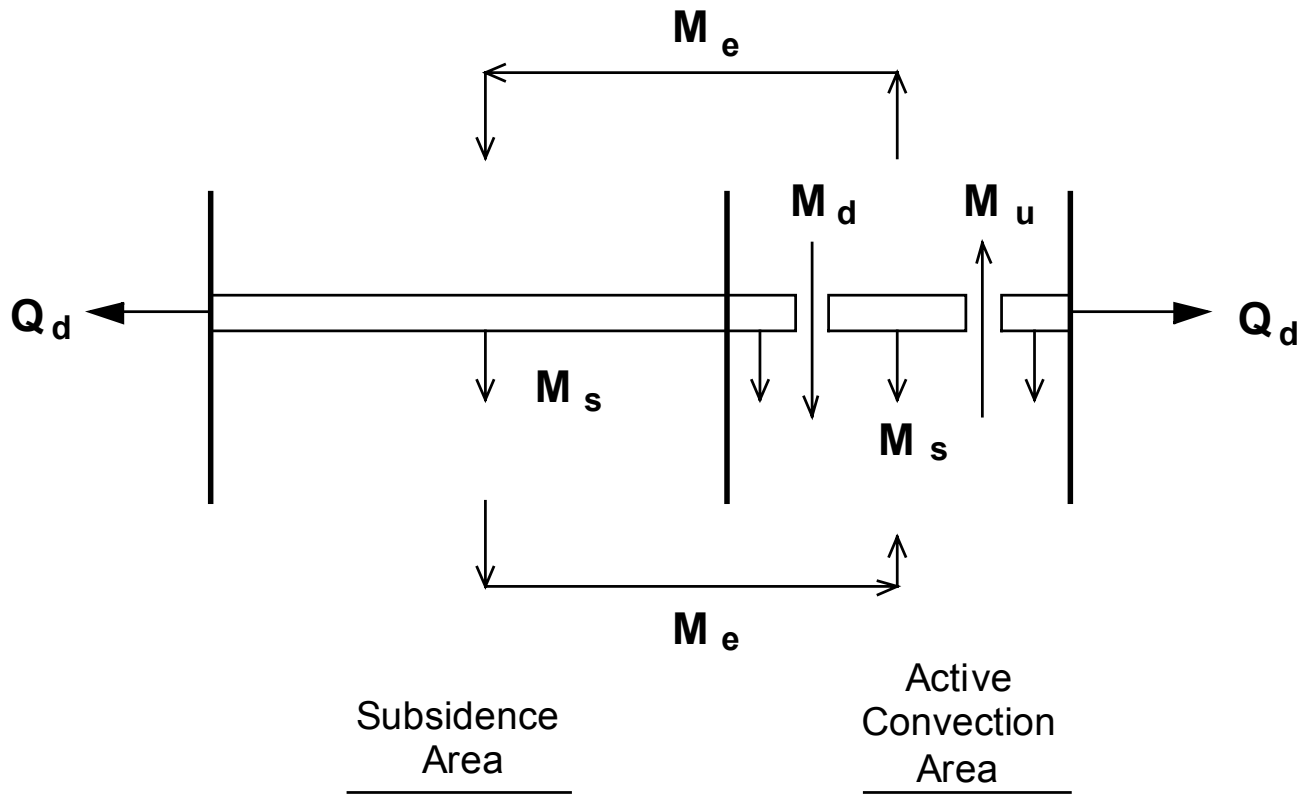 M e
M d
M u
Q d
Q d
M s
M s
M e
Subsidence
Area
Active
Convection
Area